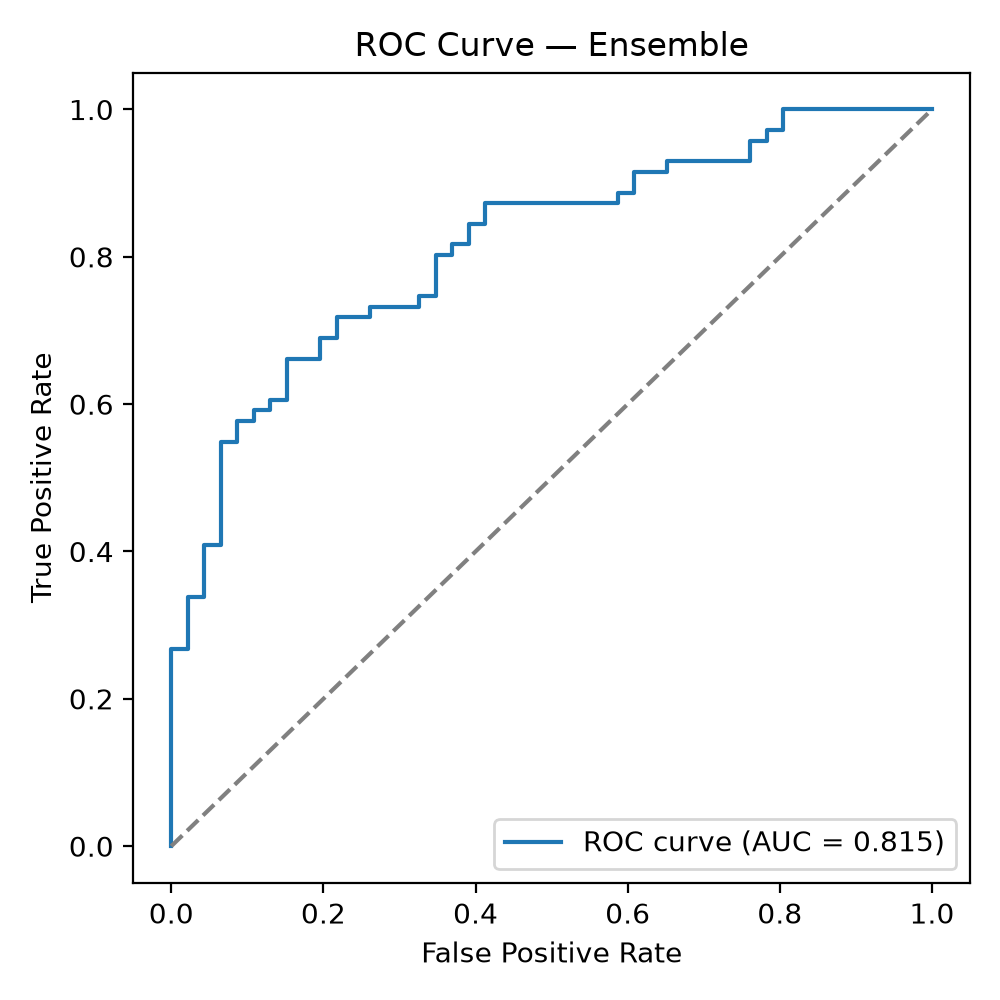 ROC Curve — Ensemble
True Positive Rate
1.0
0.8
0.6
0.4
0.2
0.0
ROC curve (AUC = 0.815)
0.0 0.2 0.4 0.6 0.8 1.0
False Positive Rate